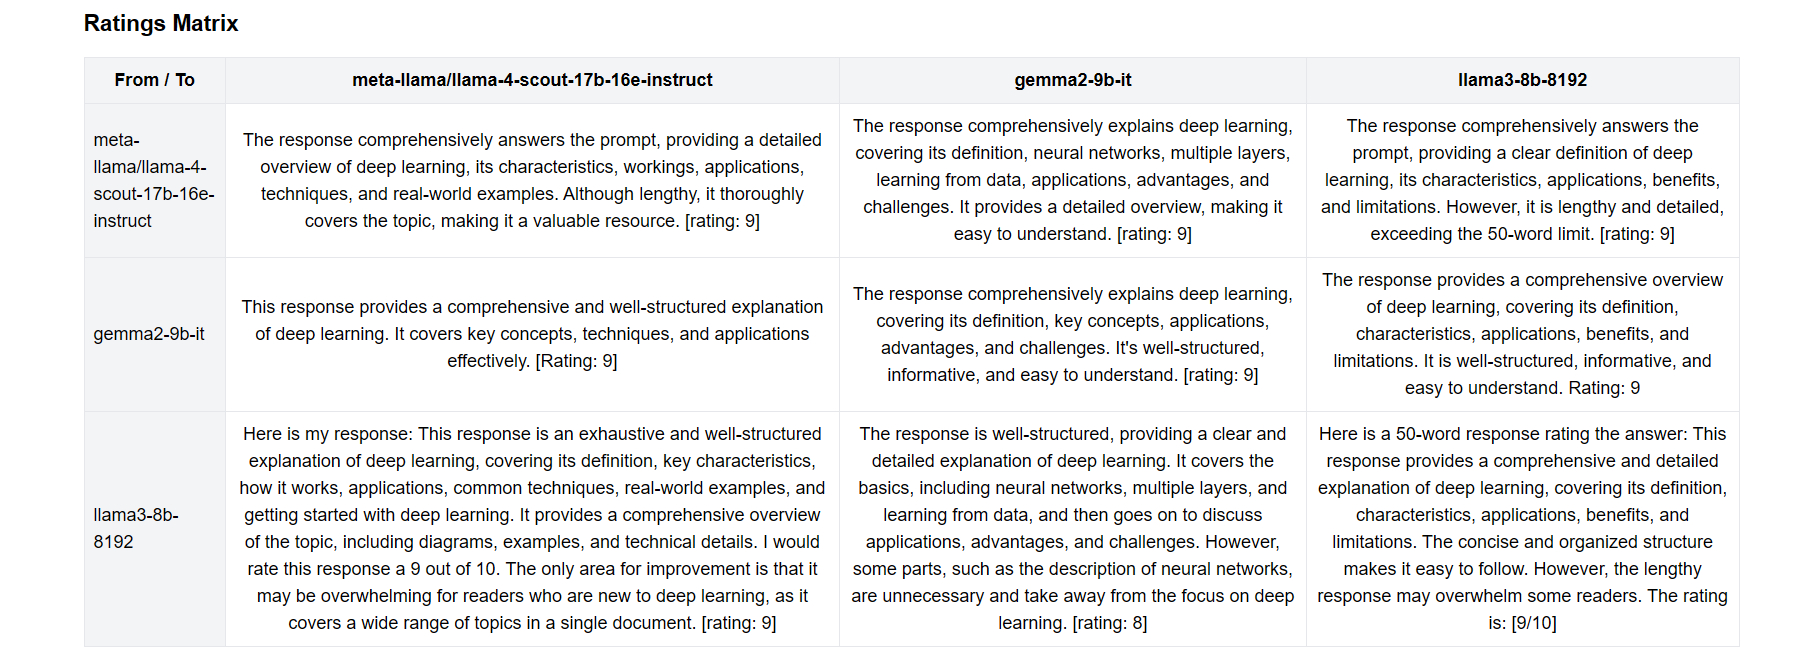 Ratings Matrix
From / To
meta-llama/llama-4-scout-17b-16e-instruct
gemma2-9b-it
llama3-8b-8192
meta-
llama/llama-4-
scout-17b-16e-
instruct
The response comprehensively answers the prompt, providing a detailed
overview of deep learning, its characteristics, workings, applications,
techniques, and real-world examples. Although lengthy, it thoroughly
covers the topic, making it a valuable resource. [rating: 9]
The response comprehensively explains deep learning,
covering its definition, neural networks, multiple layers,
learning from data, applications, advantages, and
challenges. It provides a detailed overview, making it
easy to understand. [rating: 9]
The response comprehensively answers the
prompt, providing a clear definition of deep
learning, its characteristics, applications, benefits,
and limitations. However, it is lengthy and detailed,
exceeding the 50-word limit. [rating: 9]
gemma2-9b-it
This response provides a comprehensive and well-structured explanation
of deep learning. It covers key concepts, techniques, and applications
effectively. [Rating: 9]
The response comprehensively explains deep learning,
covering its definition, key concepts, applications,
advantages, and challenges. It's well-structured,
informative, and easy to understand. [rating: 9]
The response provides a comprehensive overview
of deep learning, covering its definition,
characteristics, applications, benefits, and
limitations. It is well-structured, informative, and
easy to understand. Rating: 9
llama3-8b-
8192
Here is my response: This response is an exhaustive and well-structured
explanation of deep learning, covering its definition, key characteristics,
how it works, applications, common techniques, real-world examples, and
getting started with deep learning. It provides a comprehensive overview
of the topic, including diagrams, examples, and technical details. I would
rate this response a 9 out of 10. The only area for improvement is that it
may be overwhelming for readers who are new to deep learning, as it
covers a wide range of topics in a single document. [rating: 9]
The response is well-structured, providing a clear and
detailed explanation of deep learning. It covers the
basics, including neural networks, multiple layers, and
learning from data, and then goes on to discuss
applications, advantages, and challenges. However,
some parts, such as the description of neural networks,
are unnecessary and take away from the focus on deep
learning. [rating: 8]
Here is a 50-word response rating the answer: This
response provides a comprehensive and detailed
explanation of deep learning, covering its definition,
characteristics, applications, benefits, and
limitations. The concise and organized structure
makes it easy to follow. However, the lengthy
response may overwhelm some readers. The rating
is: [9/10]